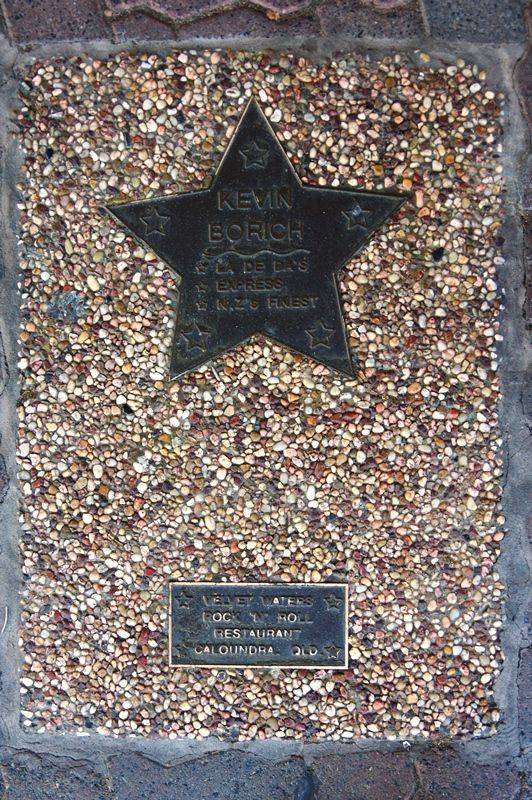 KEVIN
BORICH
LA DE DA'S
EXPRESS
N.Z'S FINEST
VELVET WATERS
ROCK 'N' ROLL
RESTAURANT
CALOUNDRA. QLD.